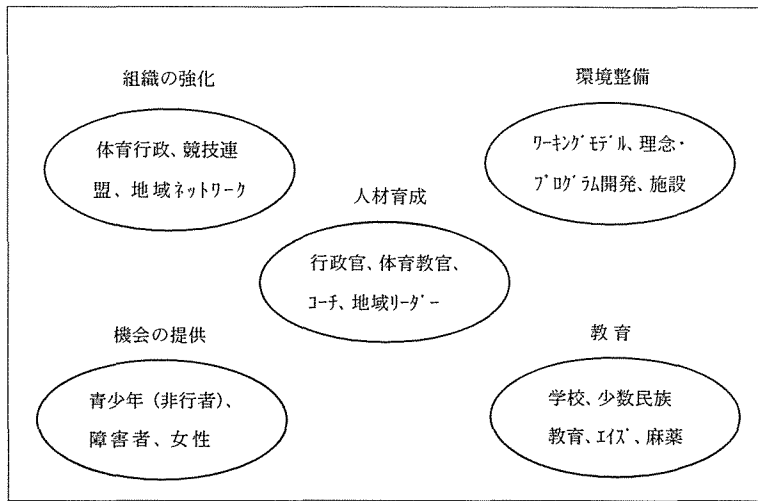 組織の強化
体育行政、競技連
盟、地域ネットワーク
環境整備
ワーキングモデル、理念・
プログラム開発、施設
人材育成
行政官、体育教官、
コーチ、地域リーダー
機会の提供
青少年（非行者）、
障害者、女性
教育
学校、少数民族
教育、エイズ、麻薬